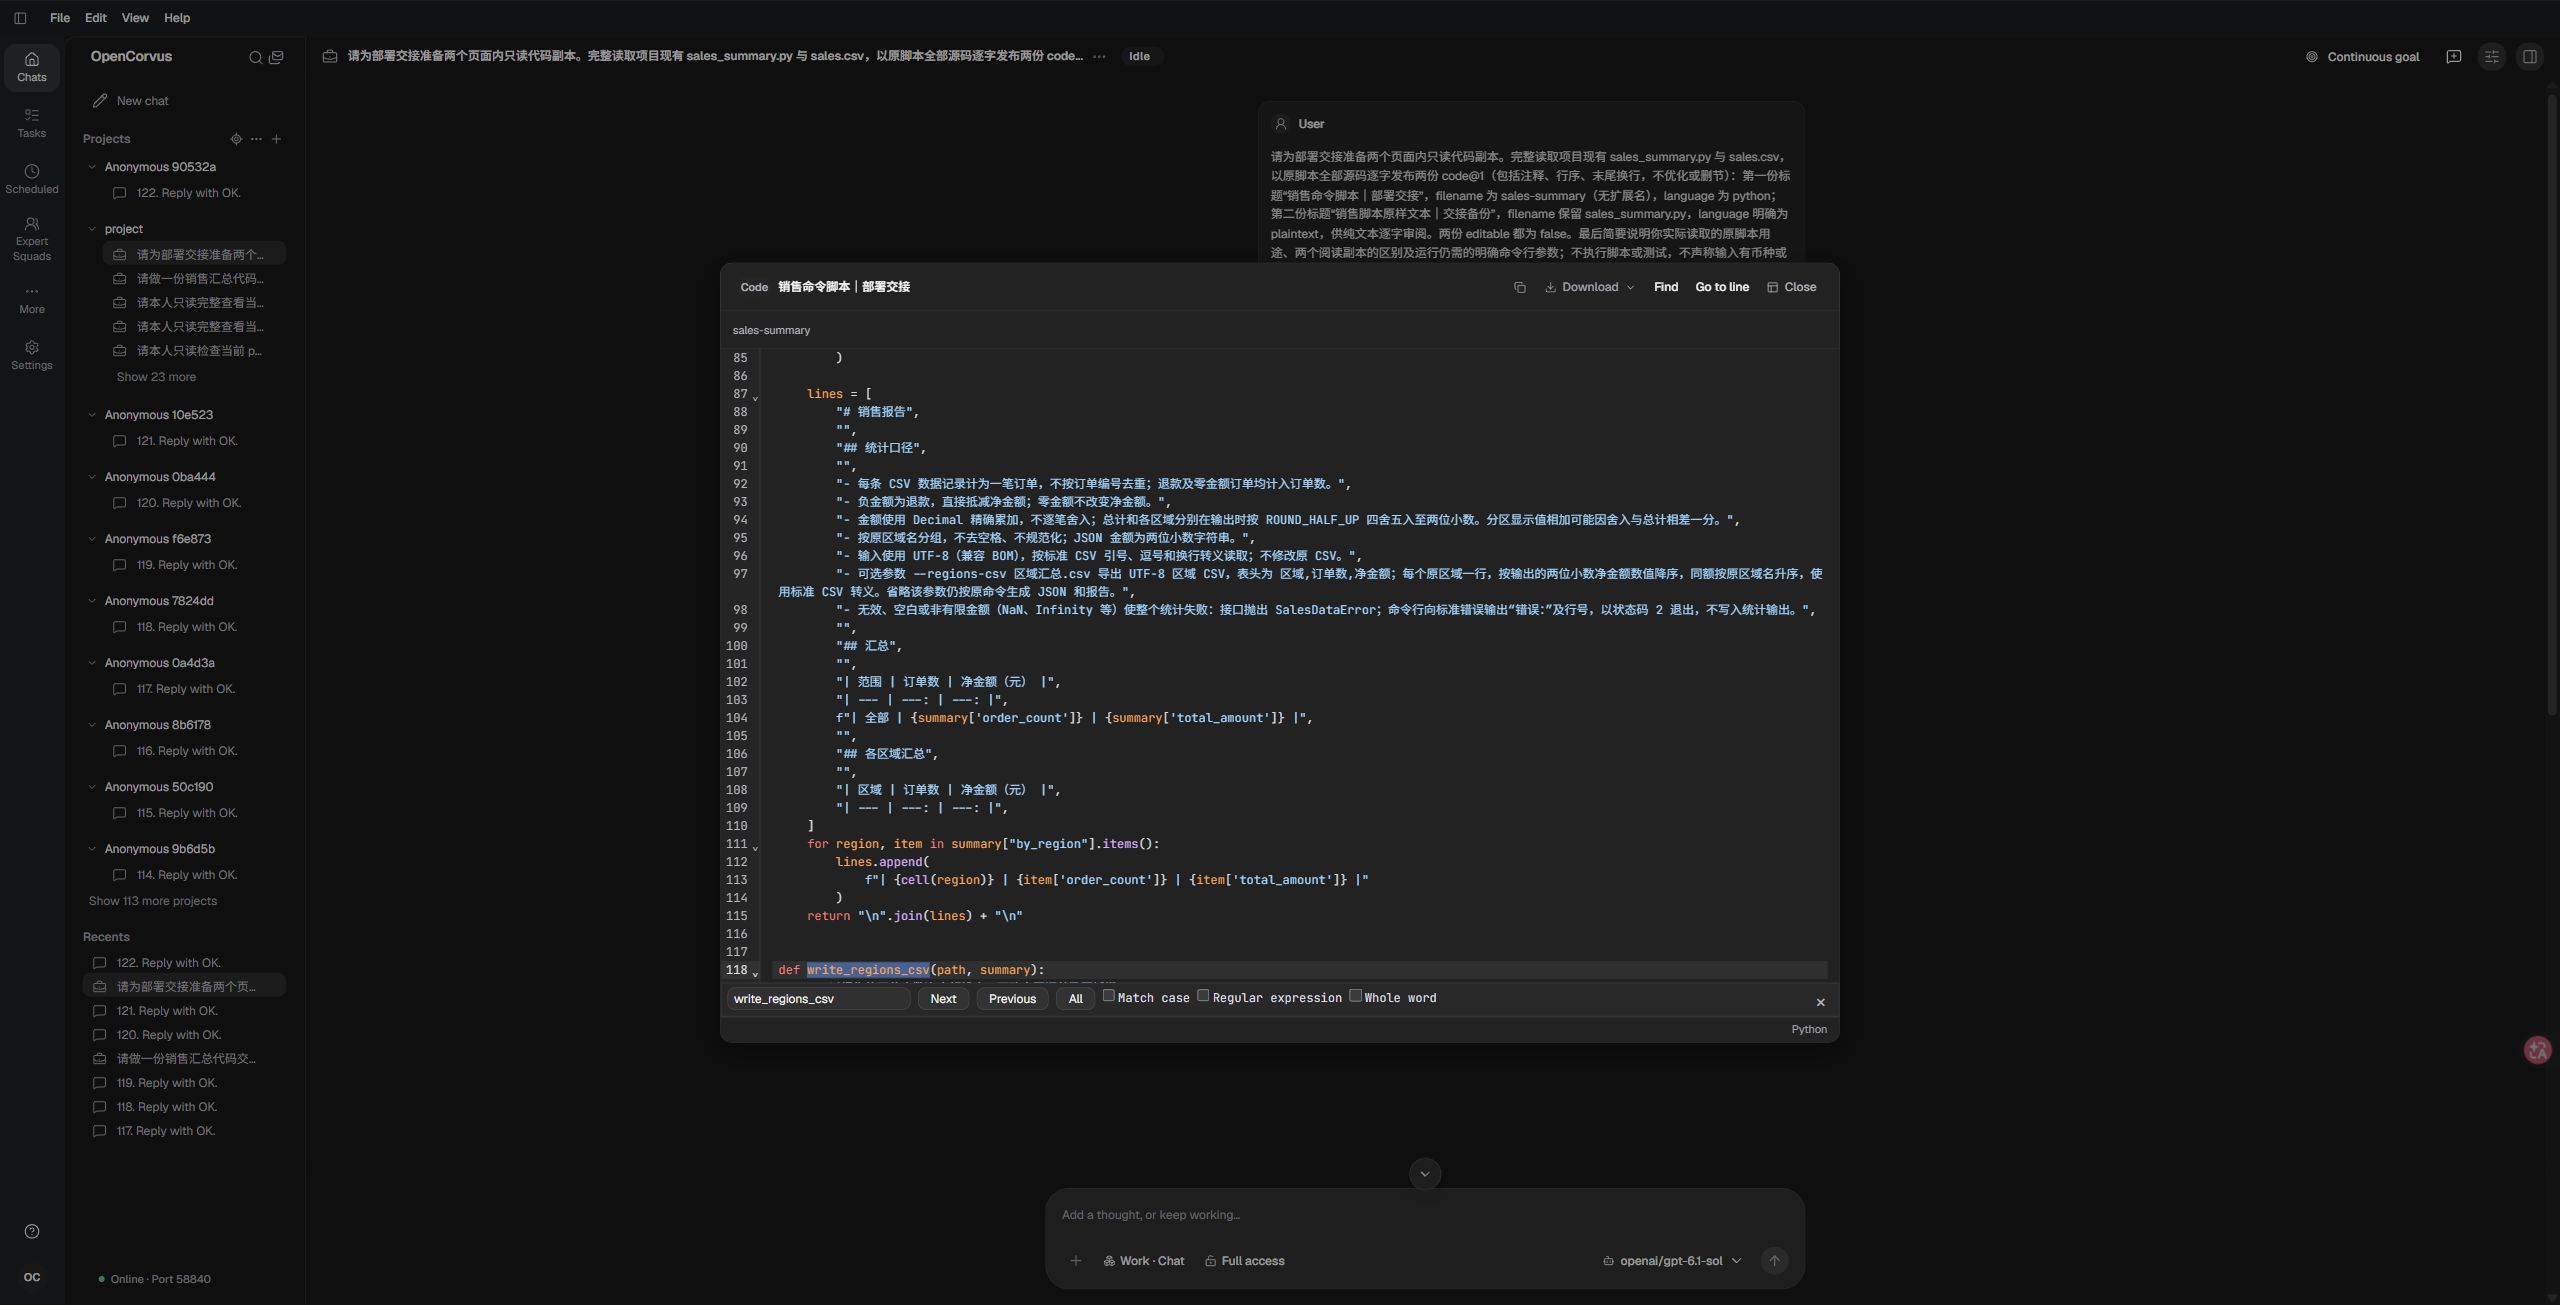 File Edit View Help
Chats
Tasks
Scheduled
Expert
Squads
More
Settings
OC
OpenCorvus
New chat
Projects
Anonymous 90532a
122. Reply with OK.
project
请为部署交接准备两个...
请做一份销售汇总代码...
请本人只读完整查看当...
请本人只读完整查看当...
请本人只读检查当前 p...
Show 23 more
Anonymous 10e523
121. Reply with OK.
Anonymous 0ba444
120. Reply with OK.
Anonymous f6e873
119. Reply with OK.
Anonymous 7824dd
118. Reply with OK.
Anonymous 0a4d3a
117. Reply with OK.
Anonymous 8b6178
116. Reply with OK.
Anonymous 50c190
115. Reply with OK.
Anonymous 9b6d5b
114. Reply with OK.
Show 113 more projects
Recents
122. Reply with OK.
请为部署交接准备两个页...
121. Reply with OK.
120. Reply with OK.
请做一份销售汇总代码交...
119. Reply with OK.
118. Reply with OK.
117. Reply with OK.
Online · Port 58840
请为部署交接准备两个页面内只读代码副本。完整读取项目现有 sales_summary.py 与 sales.csv，以原脚本全部源码逐字发布两份 code... ··· Idle
Continuous goal
User
请为部署交接准备两个页面内只读代码副本。完整读取项目现有 sales_summary.py 与 sales.csv，
以原脚本全部源码逐字发布两份 code@1（包括注释、行序、末尾换行，不优化或删节）：第一份标
题“销售命令脚本｜部署交接”，filename 为 sales-summary（无扩展名），language 为 python；
第二份标题“销售脚本原样文本｜交接备份”，filename 保留 sales_summary.py，language 明确为
plaintext，供纯文本逐字审阅。两份 editable 都为 false。最后简要说明你实际读取的原脚本用
途、两个阅读副本的区别及运行仍需的明确命令行参数；不执行脚本或测试，不声称输入有币种或
Code 销售命令脚本｜部署交接 Download Find Go to line Close
sales-summary
85 )
86
87 lines = [
88 "# 销售报告",
89 "",
90 "## 统计口径",
91 "",
92 "- 每条 CSV 数据记录计为一笔订单，不按订单编号去重；退款及零金额订单均计入订单数。",
93 "- 负金额为退款，直接抵减净金额；零金额不改变净金额。",
94 "- 金额使用 Decimal 精确累加，不逐笔舍入；总计和各区域分别在输出时按 ROUND_HALF_UP 四舍五入至两位小数。分区显示值相加可能因舍入与总计相差一分。",
95 "- 按原区域名分组，不去空格、不规范化；JSON 金额为两位小数字符串。",
96 "- 输入使用 UTF-8（兼容 BOM），按标准 CSV 引号、逗号和换行转义读取；不修改原 CSV。",
97 "- 可选参数 --regions-csv 区域汇总.csv 导出 UTF-8 区域 CSV，表头为 区域,订单数,净金额；每个原区域一行，按输出的两位小数净金额数值降序，同额按原区域名升序，使
用标准 CSV 转义。省略该参数仍按原命令生成 JSON 和报告。",
98 "- 无效、空白或非有限金额（NaN、Infinity 等）使整个统计失败：接口抛出 SalesDataError；命令行向标准错误输出“错误：”及行号，以状态码 2 退出，不写入统计输出。",
99 "",
100 "## 汇总",
101 "",
102 "| 范围 | 订单数 | 净金额（元） |",
103 "| --- | ---: | ---: |",
104 f"| 全部 | {summary['order_count']} | {summary['total_amount']} |",
105 "",
106 "## 各区域汇总",
107 "",
108 "| 区域 | 订单数 | 净金额（元） |",
109 "| --- | ---: | ---: |",
110 ]
111 for region, item in summary["by_region"].items():
112 lines.append(
113 f"| {cell(region)} | {item['order_count']} | {item['total_amount']} |"
114 )
115 return "\n".join(lines) + "\n"
116
117
118 def write_regions_csv(path, summary):
write_regions_csv Next Previous All Match case Regular expression Whole word ×
Python
Add a thought, or keep working...
Work · Chat Full access openai/gpt-6.1-sol